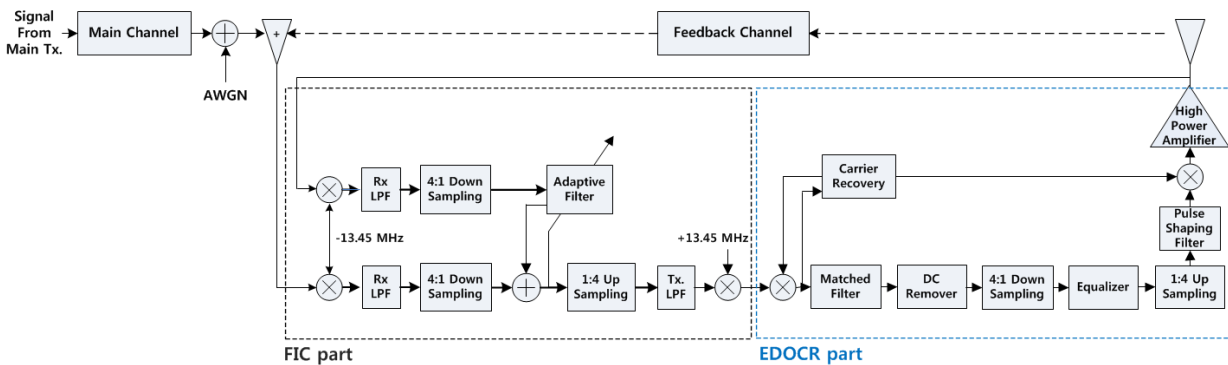 Signal
From
Main Tx.
Main Channel
+
Feedback Channel
AWGN
High
Power
Amplifier
Rx
LPF
4:1 Down
Sampling
Adaptive
Filter
Carrier
Recovery
Pulse
Shaping
Filter
-13.45 MHz
+13.45 MHz
Rx
LPF
4:1 Down
Sampling
1:4 Up
Sampling
Tx.
LPF
Matched
Filter
DC
Remover
4:1 Down
Sampling
Equalizer
1:4 Up
Sampling
FIC part
EDOCR part